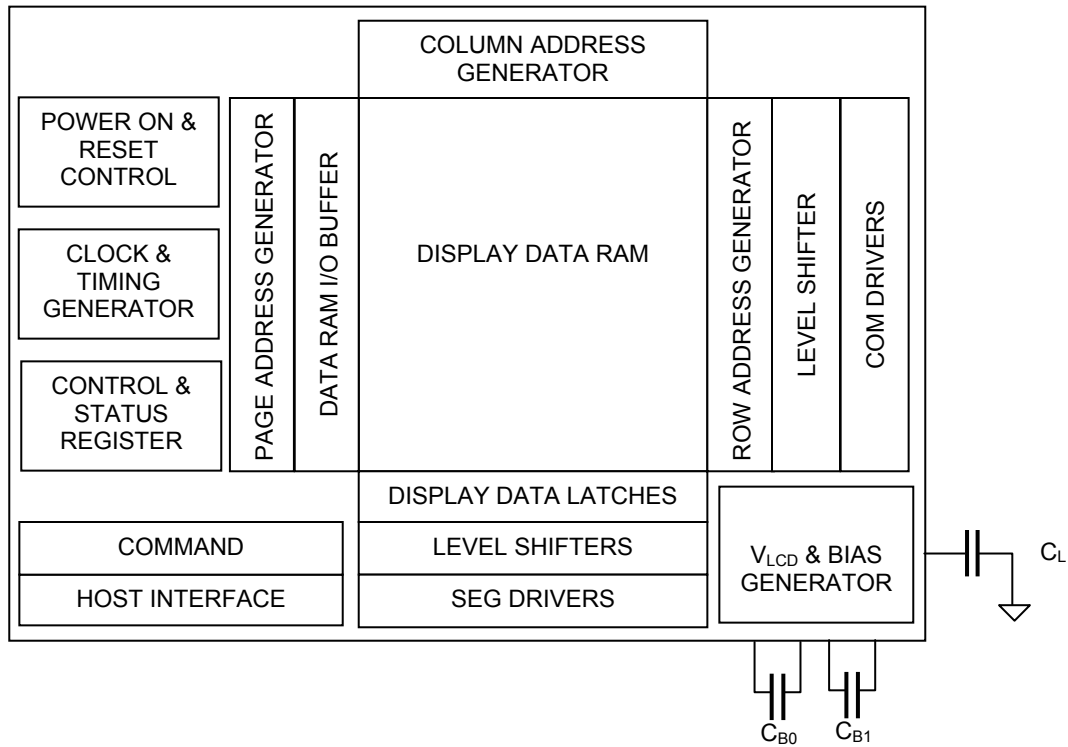 COLUMN ADDRESS
GENERATOR
POWER ON &
RESET
CONTROL
CLOCK &
TIMING
GENERATOR
CONTROL &
STATUS
REGISTER
PAGE ADDRESS GENERATOR
DATA RAM I/O BUFFER
DISPLAY DATA RAM
ROW ADDRESS GENERATOR
LEVEL SHIFTER
COM DRIVERS
DISPLAY DATA LATCHES
COMMAND
HOST INTERFACE
LEVEL SHIFTERS
SEG DRIVERS
VLCD & BIAS
GENERATOR
CL
CB0
CB1